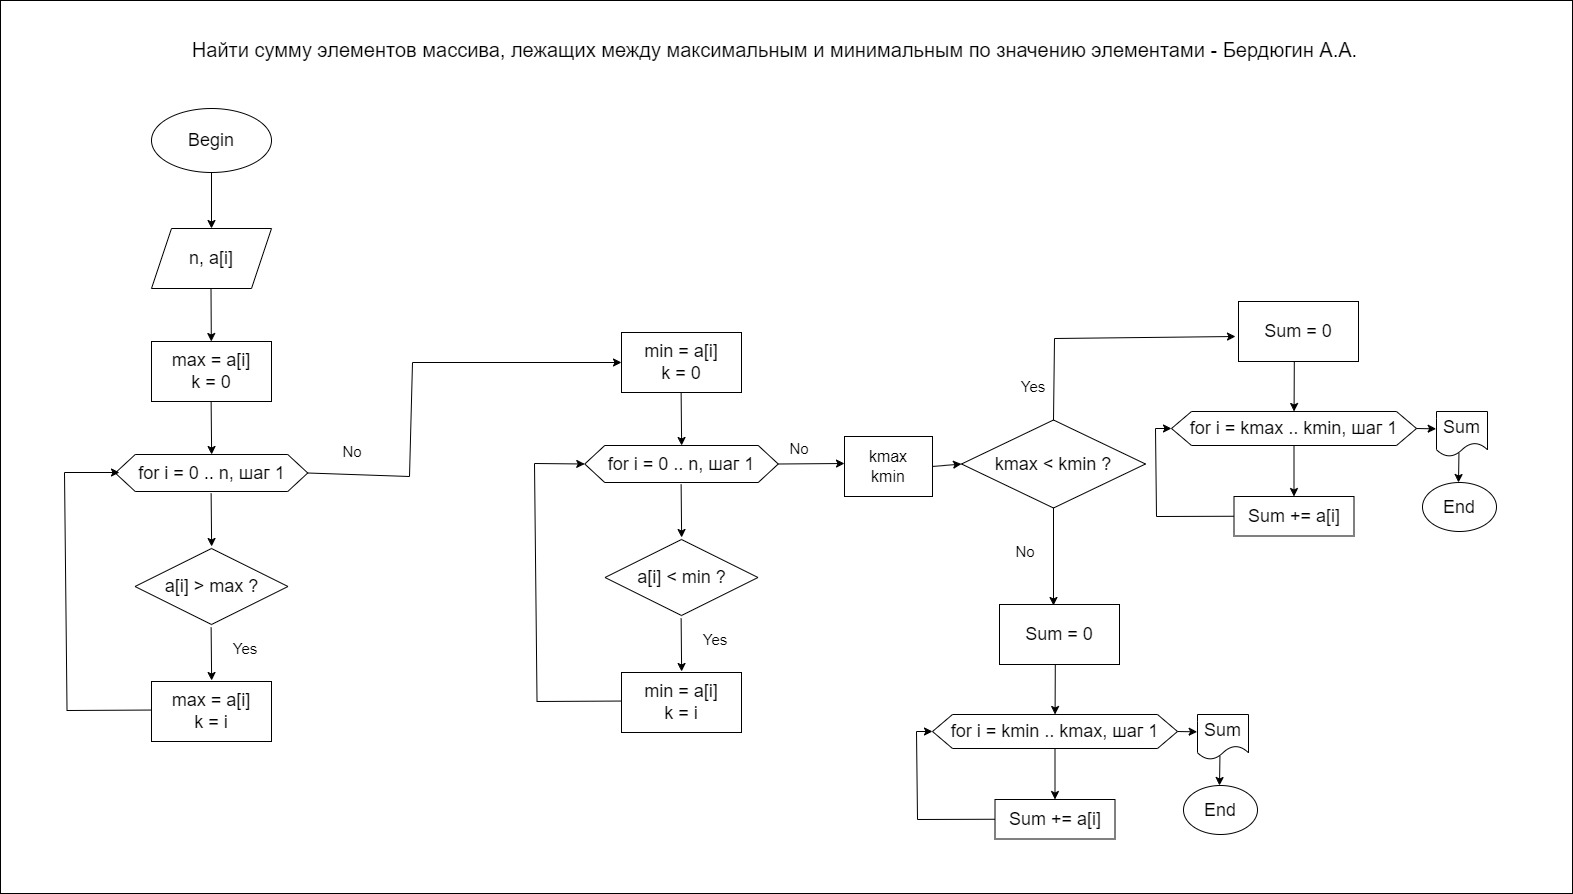 Найти сумму элементов массива, лежащих между максимальным и минимальным по значению элементами - Бердюгин А.А.
Begin
n, a[i]
max = a[i]
k = 0
for i = 0 .. n, шаг 1
No
a[i] > max ?
Yes
max = a[i]
k = i
min = a[i]
k = 0
for i = 0 .. n, шаг 1
No
a[i] < min ?
Yes
min = a[i]
k = i
kmax
kmin
kmax < kmin ?
Yes
Sum = 0
for i = kmax .. kmin, шаг 1
Sum
Sum += a[i]
End
No
Sum = 0
for i = kmin .. kmax, шаг 1
Sum
Sum += a[i]
End